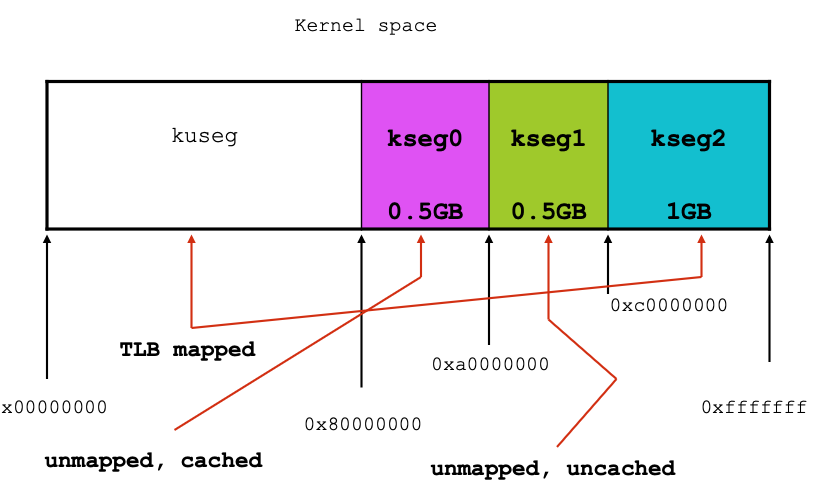 Kernel space
kuseg
kseg0
kseg1
kseg2
0.5GB
0.5GB
1GB
0xc0000000
TLB mapped
0xa0000000
x00000000
0xfffffff
0x80000000
unmapped, cached
unmapped, uncached